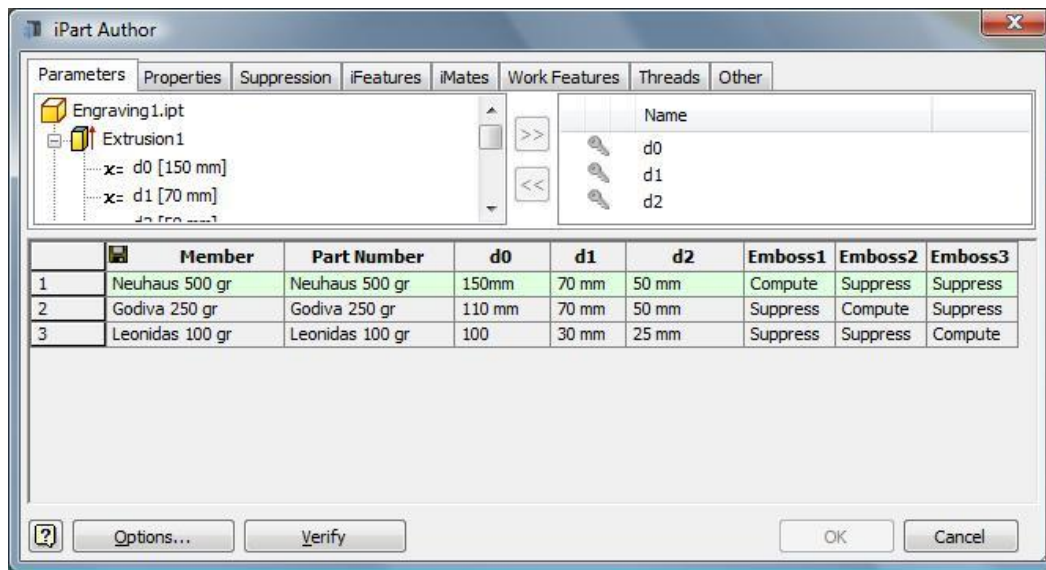 iPart Author
Parameters Properties Suppression iFeatures iMates Work Features Threads Other
Engraving1.ipt
Extrusion1
x= d0 [150 mm]
x= d1 [70 mm]
>>
<<
Name
d0
d1
d2
Member Part Number d0 d1 d2 Emboss1 Emboss2 Emboss3
1 Neuhaus 500 gr Neuhaus 500 gr 150mm 70 mm 50 mm Compute Suppress Suppress
2 Godiva 250 gr Godiva 250 gr 110 mm 70 mm 50 mm Suppress Compute Suppress
3 Leonidas 100 gr Leonidas 100 gr 100 30 mm 25 mm Suppress Suppress Compute
? Options... Verify OK Cancel